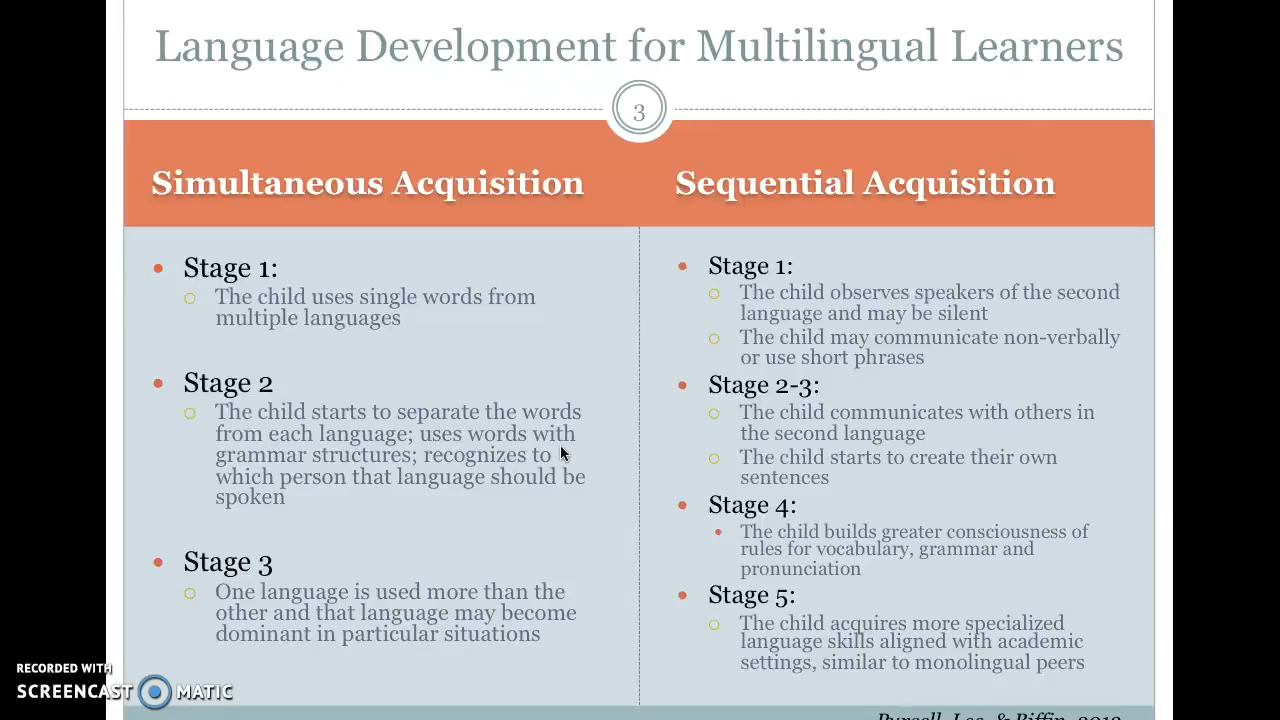 Language Development for Multilingual Learners
3
Simultaneous Acquisition
• Stage 1:
○ The child uses single words from
multiple languages
• Stage 2
○ The child starts to separate the words
from each language; uses words with
grammar structures; recognizes to
which person that language should be
spoken
• Stage 3
○ One language is used more than the
other and that language may become
dominant in particular situations
Sequential Acquisition
• Stage 1:
○ The child observes speakers of the second
language and may be silent
○ The child may communicate non-verbally
or use short phrases
• Stage 2-3:
○ The child communicates with others in
the second language
○ The child starts to create their own
sentences
• Stage 4:
• The child builds greater consciousness of
rules for vocabulary, grammar and
pronunciation
• Stage 5:
○ The child acquires more specialized
language skills aligned with academic
settings, similar to monolingual peers
RECORDED WITH
SCREENCAST MATIC